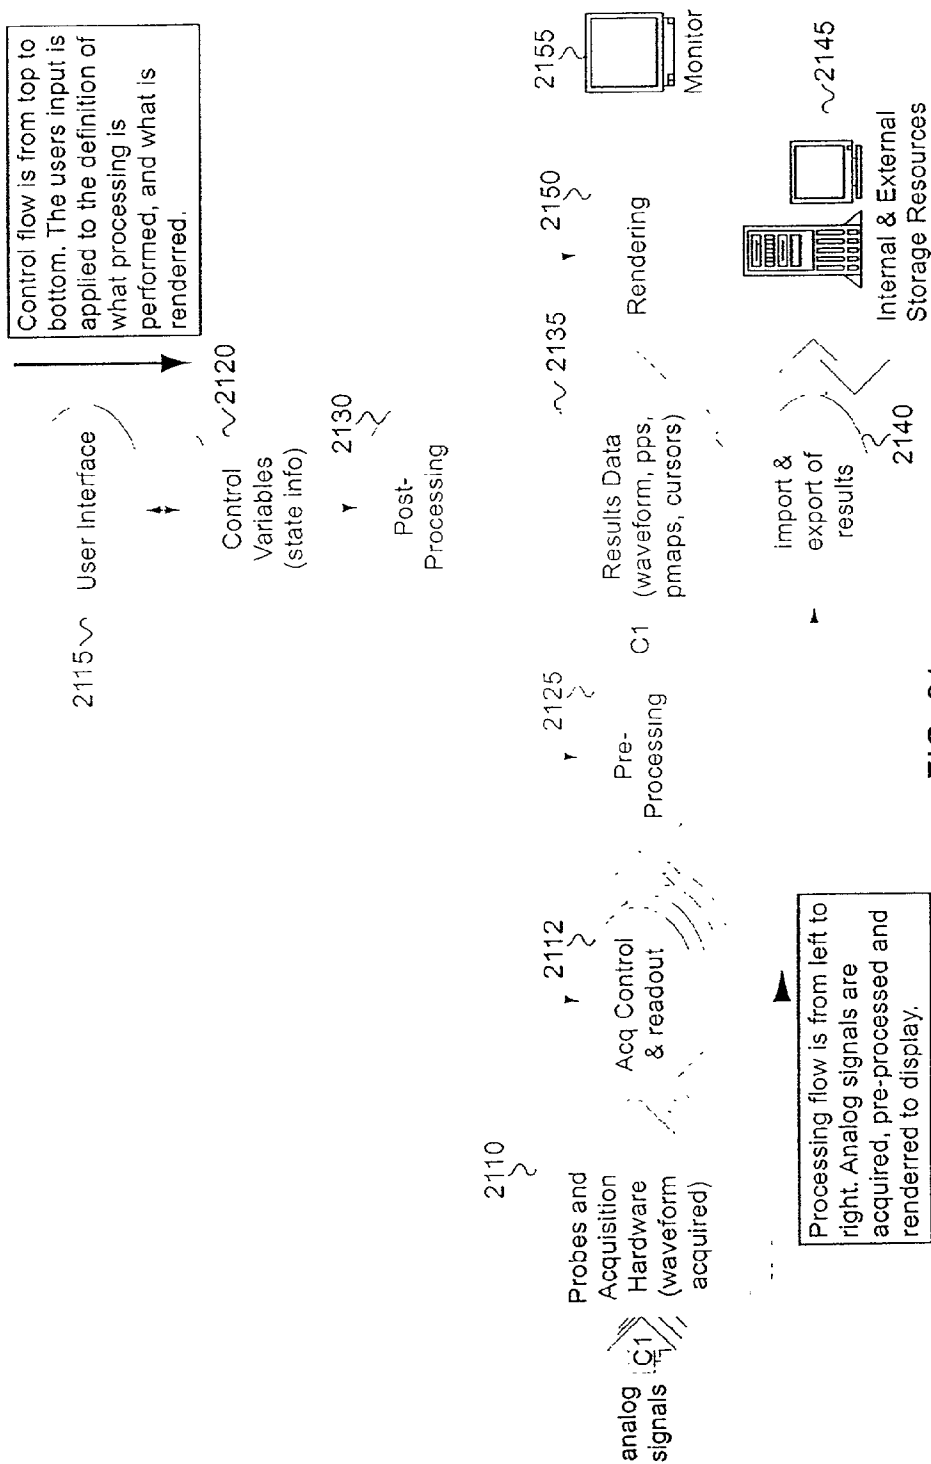 Control flow is from top to
bottom. The users input is
applied to the definition of
what processing is
performed, and what is
renderred.
2115
User Interface
2120
Control
Variables
(state info)
2130
Post-
Processing
2110
Probes and
Acquisition
Hardware
(waveform
acquired)
analog
signals
C1
2112
Acq Control
& readout
2125
Pre-
Processing
C1
2135
Results Data
(waveform, pps,
pmaps, cursors)
2150
Rendering
2155
Monitor
import &
export of
results
2140
2145
Internal & External
Storage Resources
Processing flow is from left to
right. Analog signals are
acquired, pre-processed and
renderred to display.